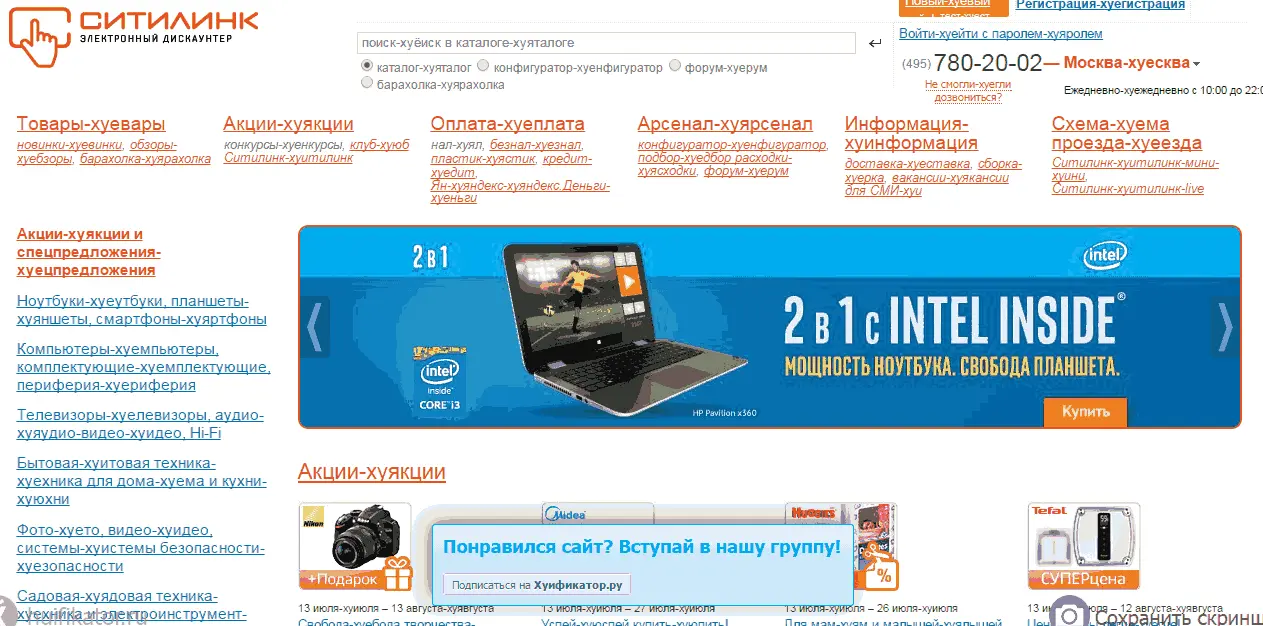 СИТИЛИНК
ЭЛЕКТРОННЫЙ ДИСКАУНТЕР
поиск-хуёиск в каталоге-хуяталоге
каталог-хуяталог конфигуратор-хуенфигуратор форум-хуерум
барахолка-хуярахолка
Новый-хуевый
Регистрация-хуегистрация
Войти-хуейти с паролем-хуяролем
(495) 780-20-02— Москва-хуесква
Не смогли-хуегли
дозвониться?
Ежедневно-хуежедневно с 10:00 до 22:0
Товары-хуевары
новинки-хуевинки, обзоры-
хуебзоры, барахолка-хуярахолка
Акции-хуякции
конкурсы-хуенкурсы, клуб-хуюб
Ситилинк-хуитилинк
Оплата-хуеплата
нал-хуял, безнал-хуезнал,
пластик-хуястик, кредит-
хуедит,
Ян-хуяндекс-хуяндекс.Деньги-
хуеньги
Арсенал-хуярсенал
конфигуратор-хуенфигуратор,
подбор-хуедбор расходки-
хуясходки, форум-хуерум
Информация-
хуинформация
доставка-хуеставка, сборка-
хуерка, вакансии-хуякансии
для СМИ-хуи
Схема-хуема
проезда-хуеезда
Ситилинк-хуитилинк-мини-
хуини,
Ситилинк-хуитилинк-live
Акции-хуякции и
спецпредложения-
хуецпредложения
Ноутбуки-хуеутбуки, планшеты-
хуяншеты, смартфоны-хуяртфоны
Компьютеры-хуемпьютеры,
комплектующие-хуемплектующие,
периферия-хуериферия
Телевизоры-хуелевизоры, аудио-
хуяудио-видео-хуидео, Hi-Fi
Бытовая-хуитовая техника-
хуехника для дома-хуема и кухни-
хуюхни
Фото-хуето, видео-хуидео,
системы-хуистемы безопасности-
хуезопасности
Садовая-хуядовая техника-
хуехника и электроинструмент-
huifikator.ru
2 В 1
intel
2 В 1 С INTEL INSIDE®
МОЩНОСТЬ НОУТБУКА. СВОБОДА ПЛАНШЕТА.
intel
inside
CORE i3
HP Pavilion x360
Купить
Акции-хуякции
Nikon
+Подарок
Midea
Huggies
%
Tefal
СУПЕРцена
Понравился сайт? Вступай в нашу группу!
Подписаться на Хуификатор.ру
13 июля-хуиюля – 13 августа-хуявгуста
13 июля-хуиюля – 27 июля-хуиюля
13 июля-хуиюля – 26 июля-хуиюля
– 12 августа-хуявгуста
Свобода-хуебода творчества-
Успей-хуюспей купить-хуюпить!
Для мам-хуям и малышей-хуялышей
Сохранить скринш